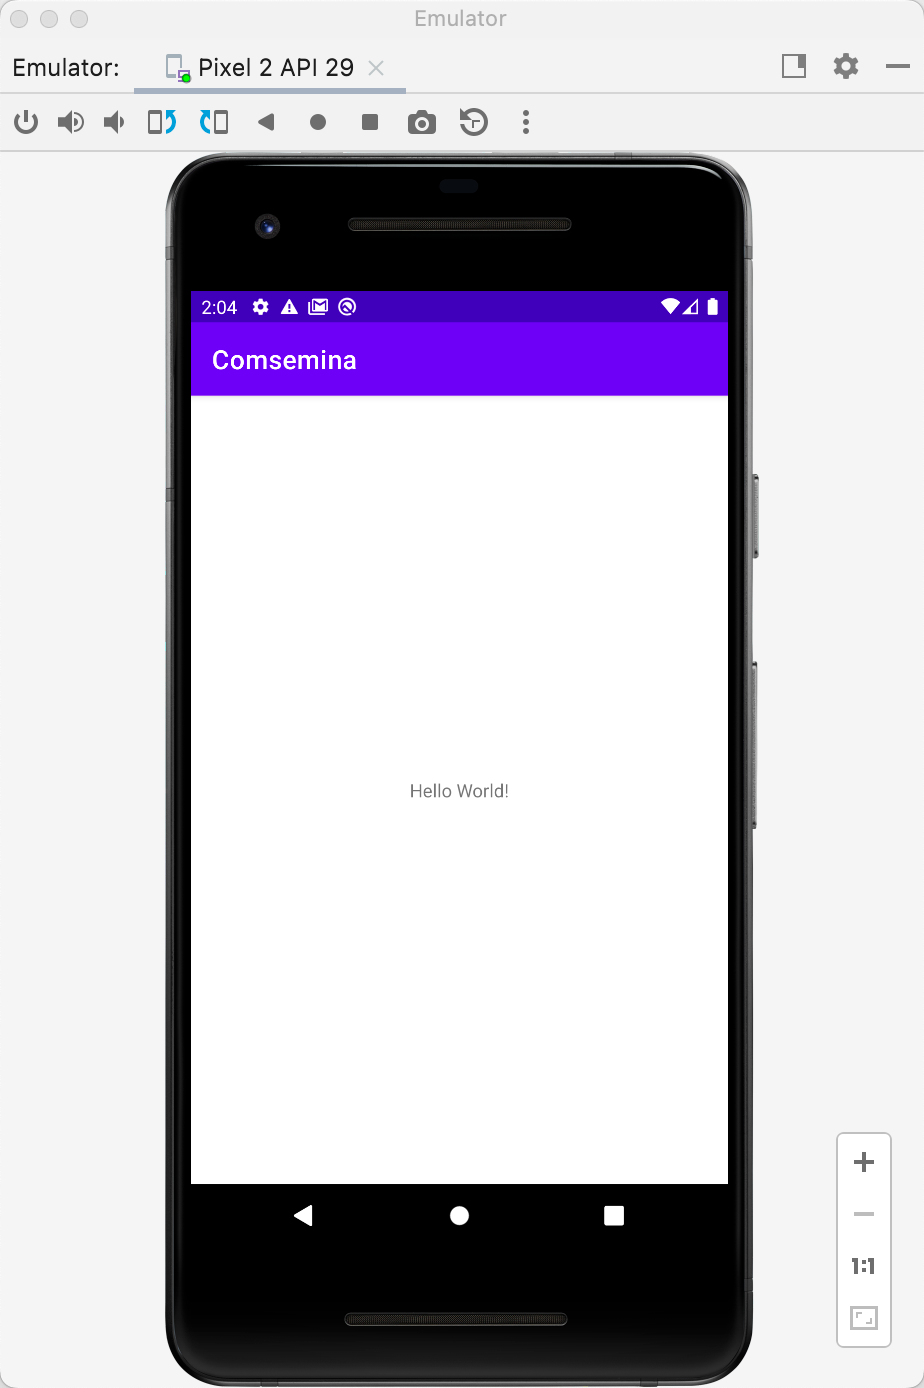 Emulator
Emulator: Pixel 2 API 29
2:04
Comsemina
Hello World!
1:1